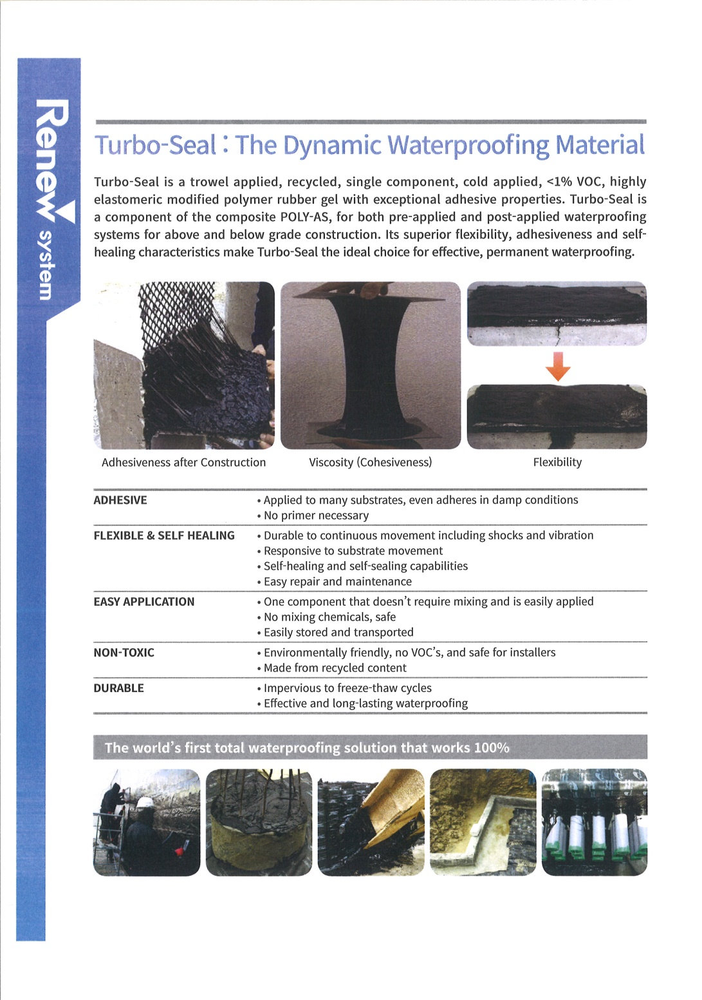 Renew system
Turbo-Seal : The Dynamic Waterproofing Material
Turbo-Seal is a trowel applied, recycled, single component, cold applied, <1% VOC, highly
elastomeric modified polymer rubber gel with exceptional adhesive properties. Turbo-Seal is
a component of the composite POLY-AS, for both pre-applied and post-applied waterproofing
systems for above and below grade construction. Its superior flexibility, adhesiveness and self-
healing characteristics make Turbo-Seal the ideal choice for effective, permanent waterproofing.
Adhesiveness after Construction
Viscosity (Cohesiveness)
Flexibility
ADHESIVE
• Applied to many substrates, even adheres in damp conditions
• No primer necessary
FLEXIBLE & SELF HEALING
• Durable to continuous movement including shocks and vibration
• Responsive to substrate movement
• Self-healing and self-sealing capabilities
• Easy repair and maintenance
EASY APPLICATION
• One component that doesn't require mixing and is easily applied
• No mixing chemicals, safe
• Easily stored and transported
NON-TOXIC
• Environmentally friendly, no VOC's, and safe for installers
• Made from recycled content
DURABLE
• Impervious to freeze-thaw cycles
• Effective and long-lasting waterproofing
The world's first total waterproofing solution that works 100%